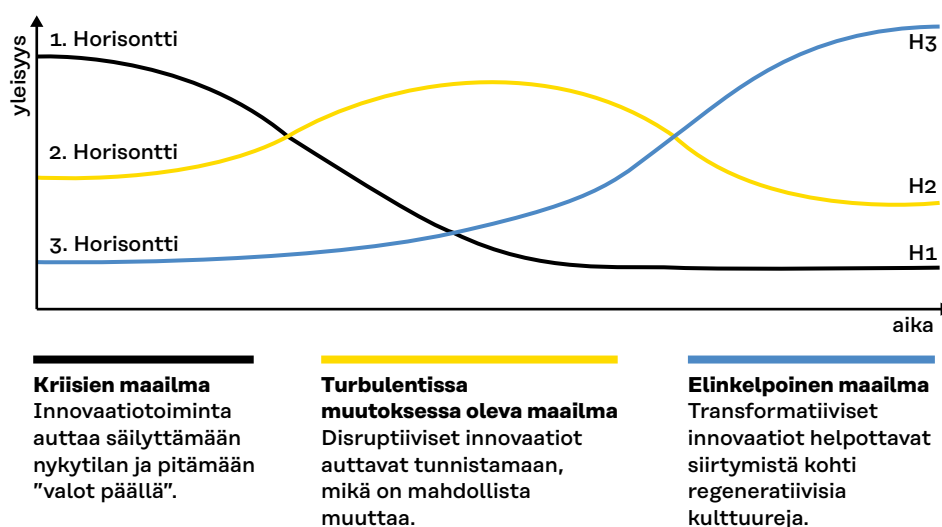 yleisyys
1. Horisontti
2. Horisontti
3. Horisontti
H3
H2
H1
aika
Kriisien maailma
Innovaatiotoiminta
auttaa säilyttämään
nykytilan ja pitämään
”valot päällä”.
Turbulentissa
muutoksessa oleva maailma
Disruptiiviset innovaatiot
auttavat tunnistamaan,
mikä on mahdollista
muuttaa.
Elinkelpoinen maailma
Transformatiiviset
innovaatiot helpottavat
siirtymistä kohti
regeneratiivisia
kulttuureja.